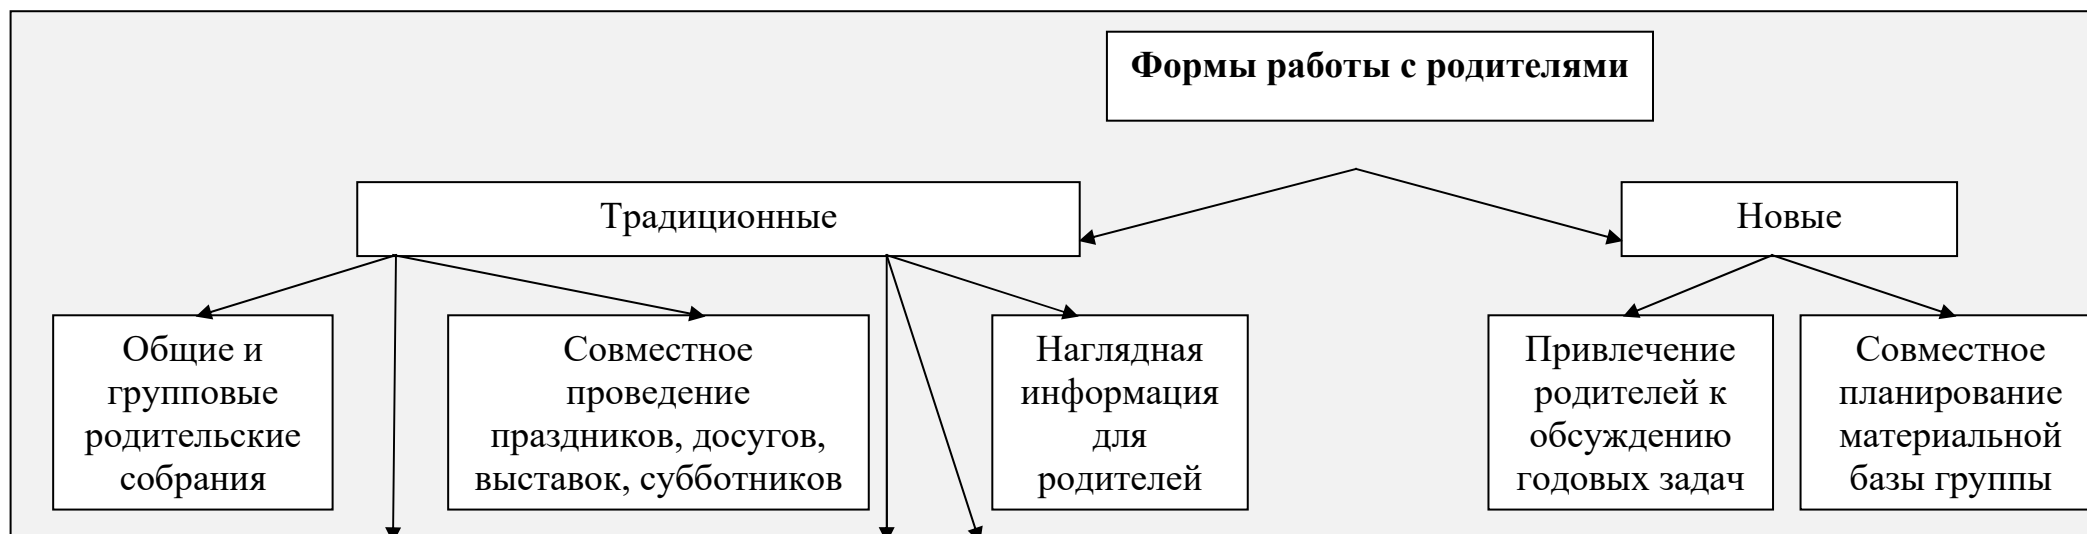 Формы работы с родителями
Традиционные
Новые
Общие и
групповые
родительские
собрания
Совместное
проведение
праздников, досугов,
выставок, субботников
Наглядная
информация
для
родителей
Привлечение
родителей к
обсуждению
годовых задач
Совместное
планирование
материальной
базы группы